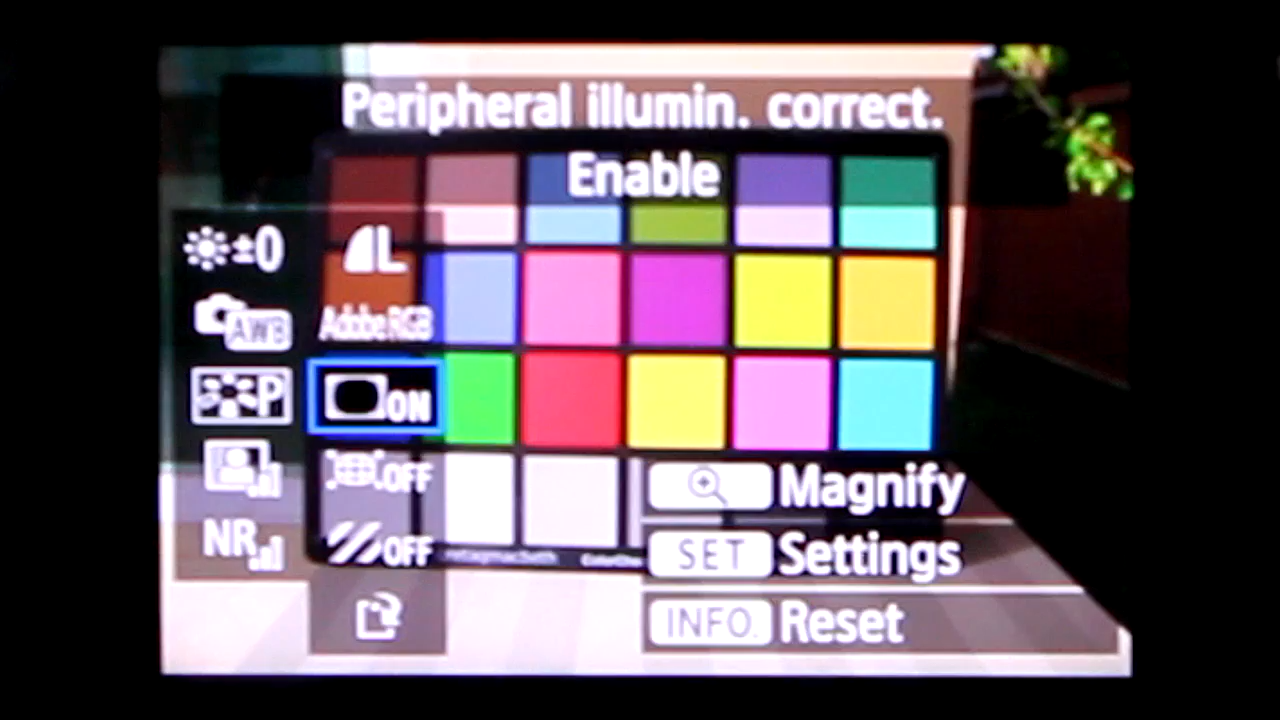 Peripheral illumin. correct.
Enable
±0
L
AWB
AdobeRGB
P
ON
OFF
NR
OFF
Magnify
SET Settings
INFO. Reset